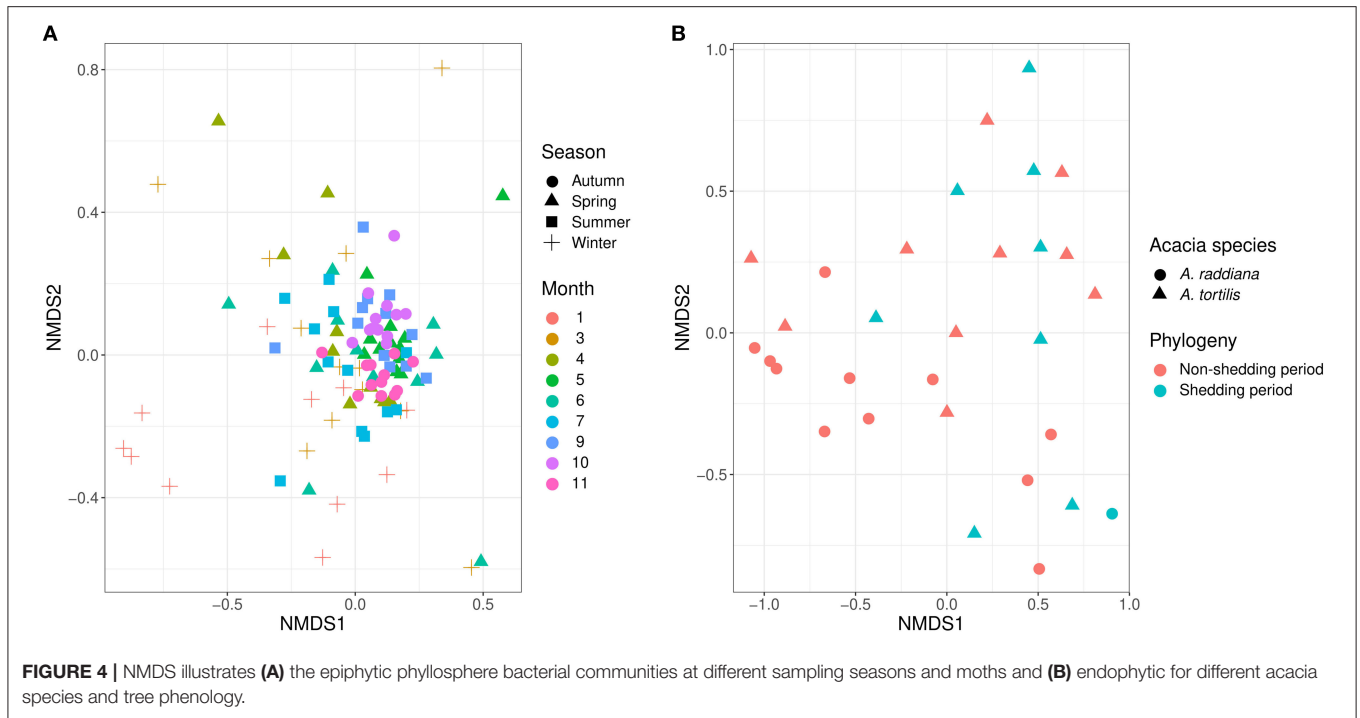 A
B
0.8
0.4
0.0
−0.4
NMDS2
−0.5
0.0
0.5
NMDS1
Season
Autumn
Spring
Summer
Winter
Month
1
3
4
5
6
7
9
10
11
1.0
0.5
0.0
−0.5
NMDS2
−1.0
−0.5
0.0
0.5
1.0
NMDS1
Acacia species
A. raddiana
A. tortilis
Phylogeny
Non-shedding period
Shedding period
FIGURE 4 | NMDS illustrates (A) the epiphytic phyllosphere bacterial communities at different sampling seasons and moths and (B) endophytic for different acacia
species and tree phenology.